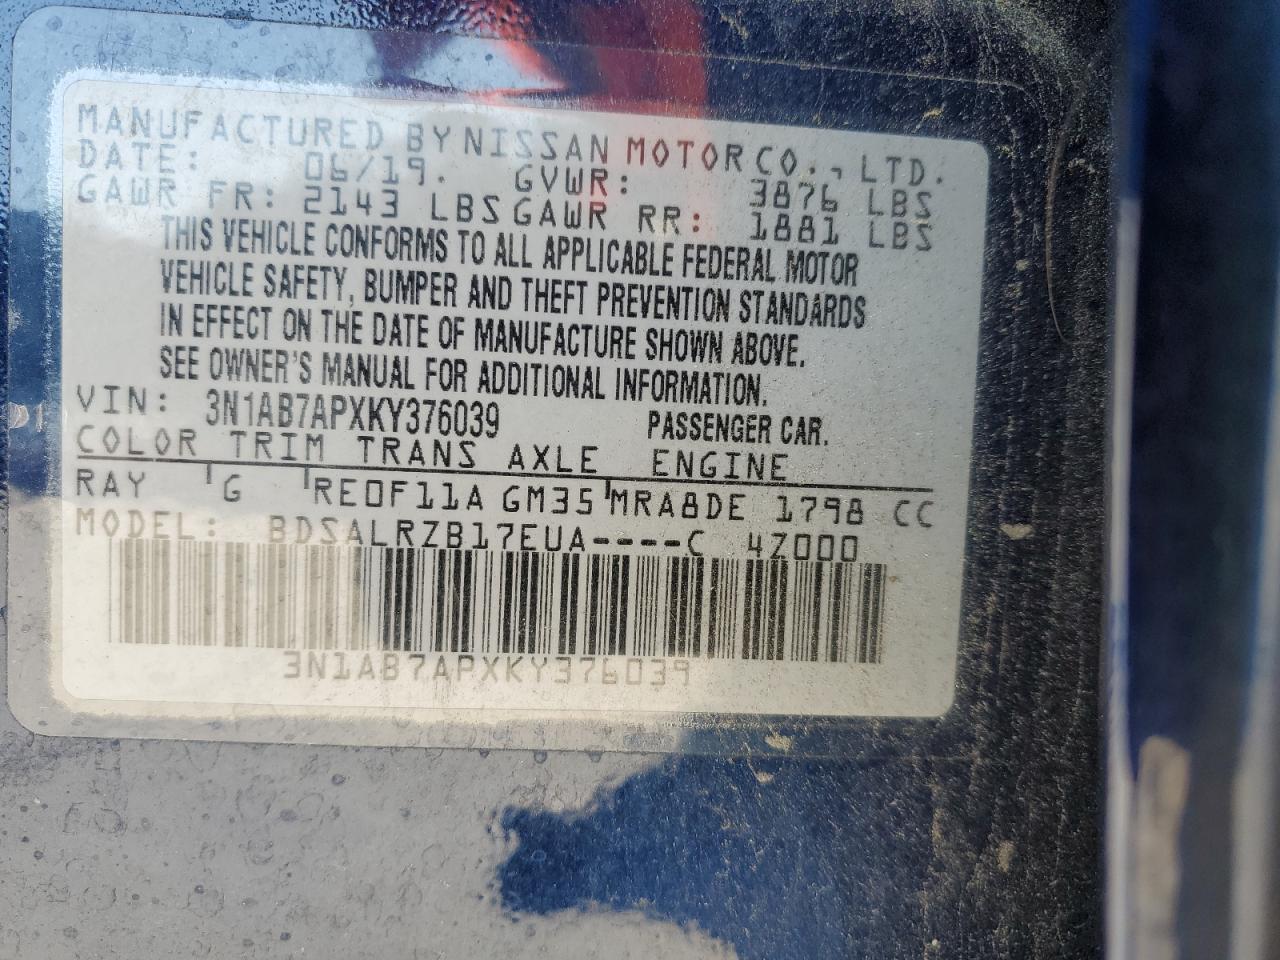 MANUFACTURED BY NISSAN MOTOR CO., LTD.
DATE: 06/19. GVWR: 3876 LBS
GAWR FR: 2143 LBS GAWR RR: 1881 LBS
THIS VEHICLE CONFORMS TO ALL APPLICABLE FEDERAL MOTOR
VEHICLE SAFETY, BUMPER AND THEFT PREVENTION STANDARDS
IN EFFECT ON THE DATE OF MANUFACTURE SHOWN ABOVE.
SEE OWNER'S MANUAL FOR ADDITIONAL INFORMATION.
VIN: 3N1AB7APXKY376039 PASSENGER CAR.
COLOR TRIM TRANS AXLE ENGINE
RAY G RE0F11A GM35 MRA8DE 1798 CC
MODEL: BDSALRZB17EUA----C 4Z000
3N1AB7APXKY376039